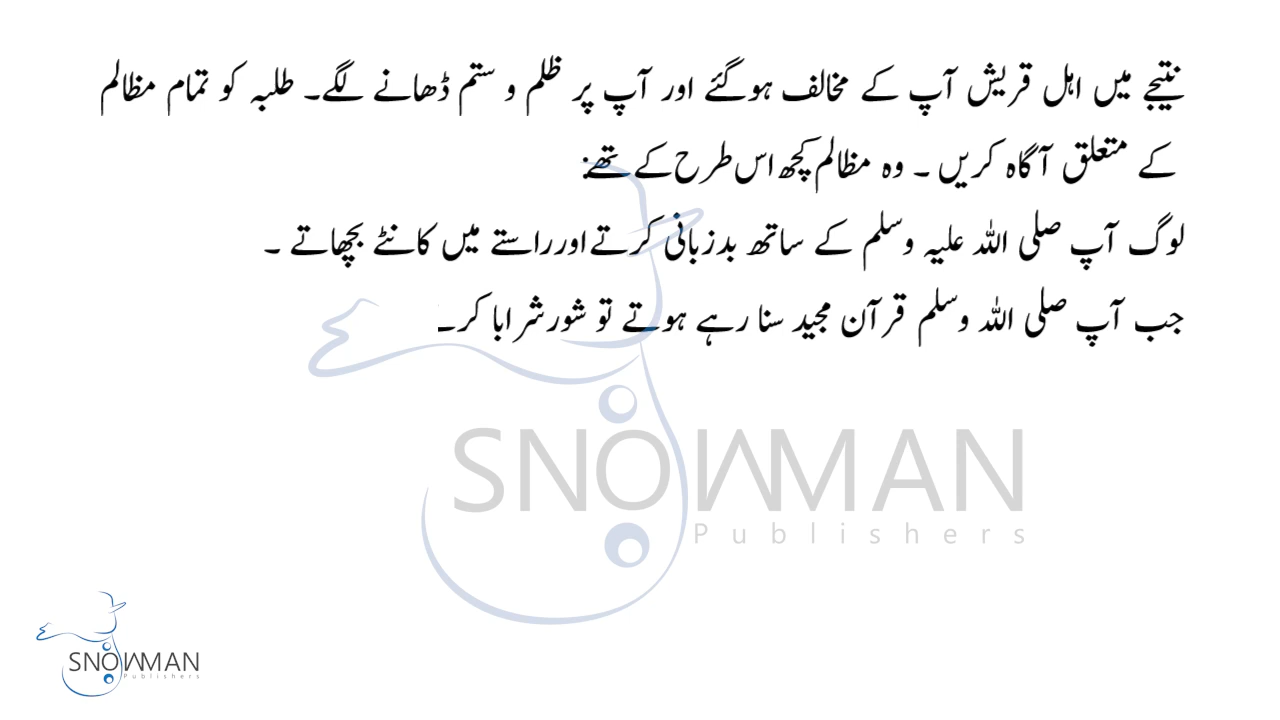 نتیجے میں اہل قریش آپ کے مخالف ہوگئے اور آپ پر ظلم و ستم ڈھانے لگے۔ طلبہ کو تمام مظالم
کے متعلق آگاہ کریں ۔ وہ مظالم کچھ اس طرح کے تھے:
لوگ آپ صلی اللہ علیہ وسلم کے ساتھ بدزبانی کرتے اور راستے میں کانٹے بچھاتے ۔
جب آپ صلی اللہ وسلم قرآن مجید سنا رہے ہوتے تو شور شرابا کر
SNOWMAN
Publishers
SNOWMAN
Publishers